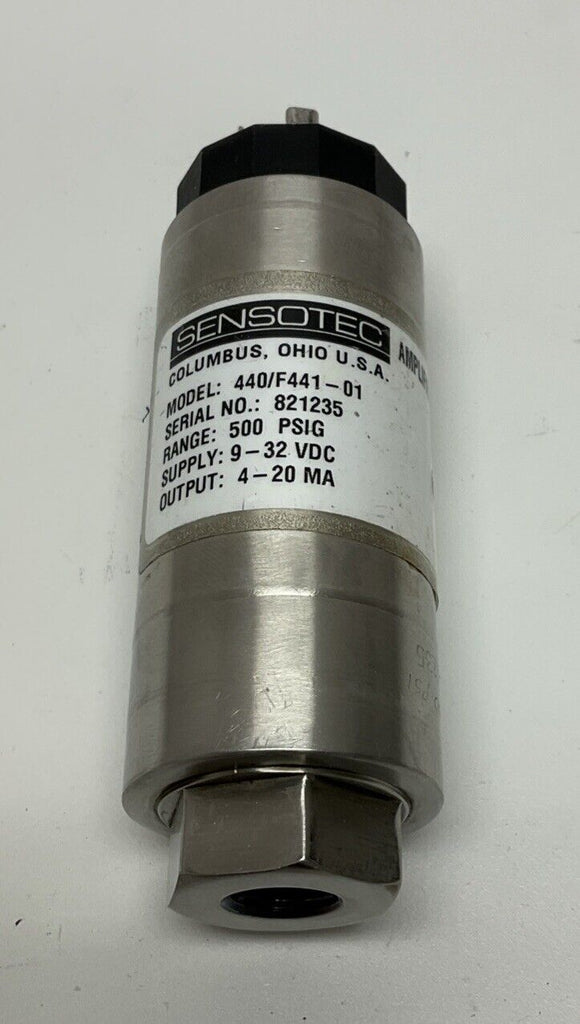 SENSOTEC
COLUMBUS, OHIO U.S.A.
MODEL: 440/F441-01
SERIAL NO.: 821235
RANGE: 500 PSIG
SUPPLY: 9-32 VDC
OUTPUT: 4-20 MA